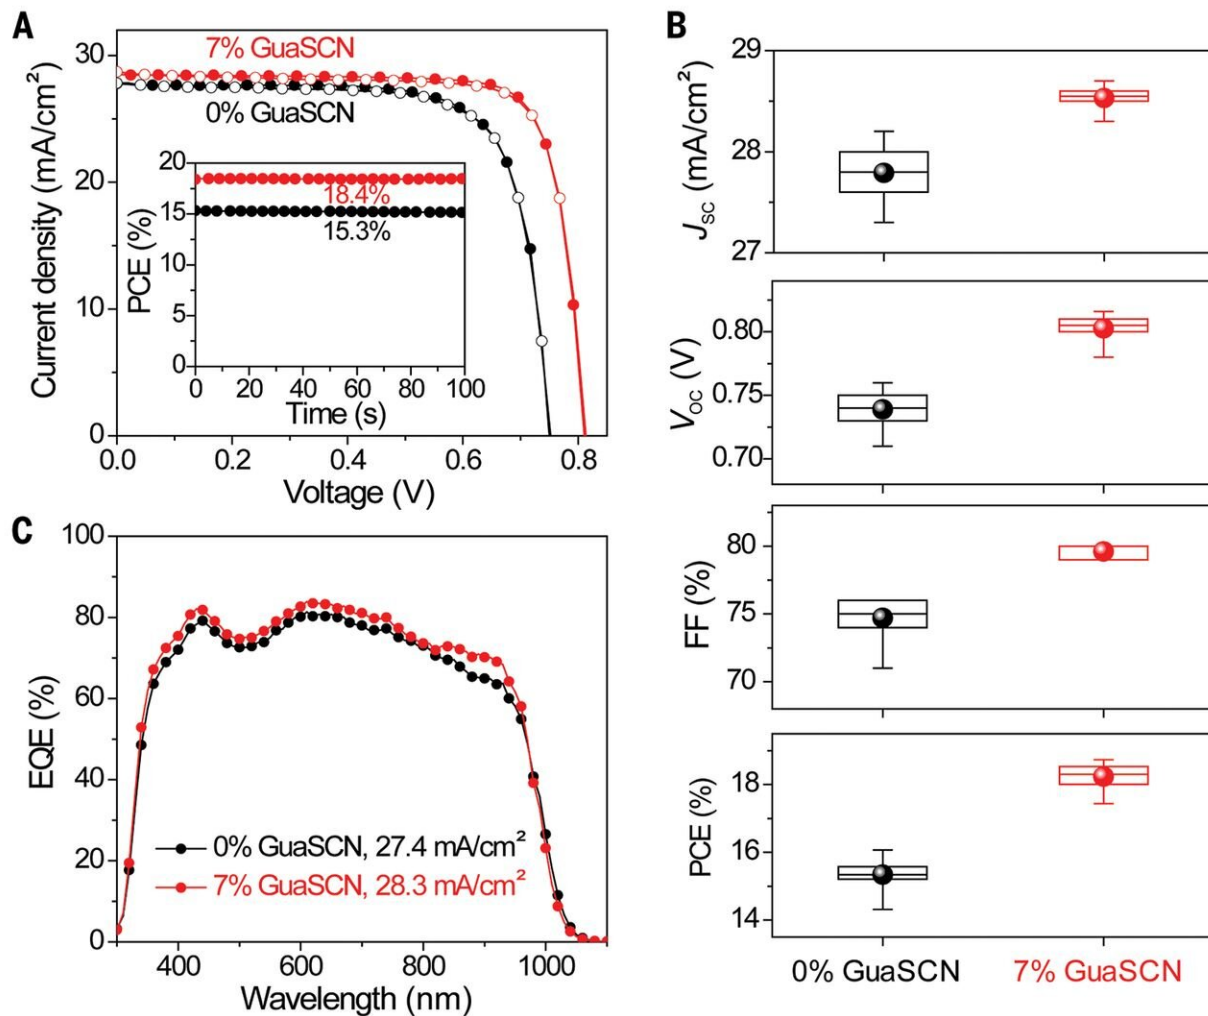 A
30
20
10
0
Current density (mA/cm²)
7% GuaSCN
0% GuaSCN
20
15
10
5
0
PCE (%)
18.4%
15.3%
0 20 40 60 80 100
Time (s)
0.0 0.2 0.4 0.6 0.8
Voltage (V)
B
29
28
27
JSC (mA/cm²)
0.80
0.75
0.70
VOC (V)
80
75
70
FF (%)
18
16
14
PCE (%)
0% GuaSCN 7% GuaSCN
C
100
80
60
40
20
0
EQE (%)
0% GuaSCN, 27.4 mA/cm²
7% GuaSCN, 28.3 mA/cm²
400 600 800 1000
Wavelength (nm)